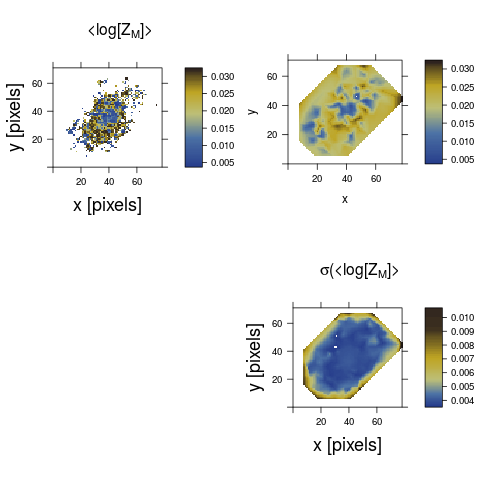 <log[Z_M]>
60
40
20
20 40 60
y [pixels]
x [pixels]
0.030
0.025
0.020
0.015
0.010
0.005
60
40
20
20 40 60
y
x
0.030
0.025
0.020
0.015
0.010
0.005
σ(<log[Z_M]>
60
40
20
20 40 60
y [pixels]
x [pixels]
0.010
0.009
0.008
0.007
0.006
0.005
0.004